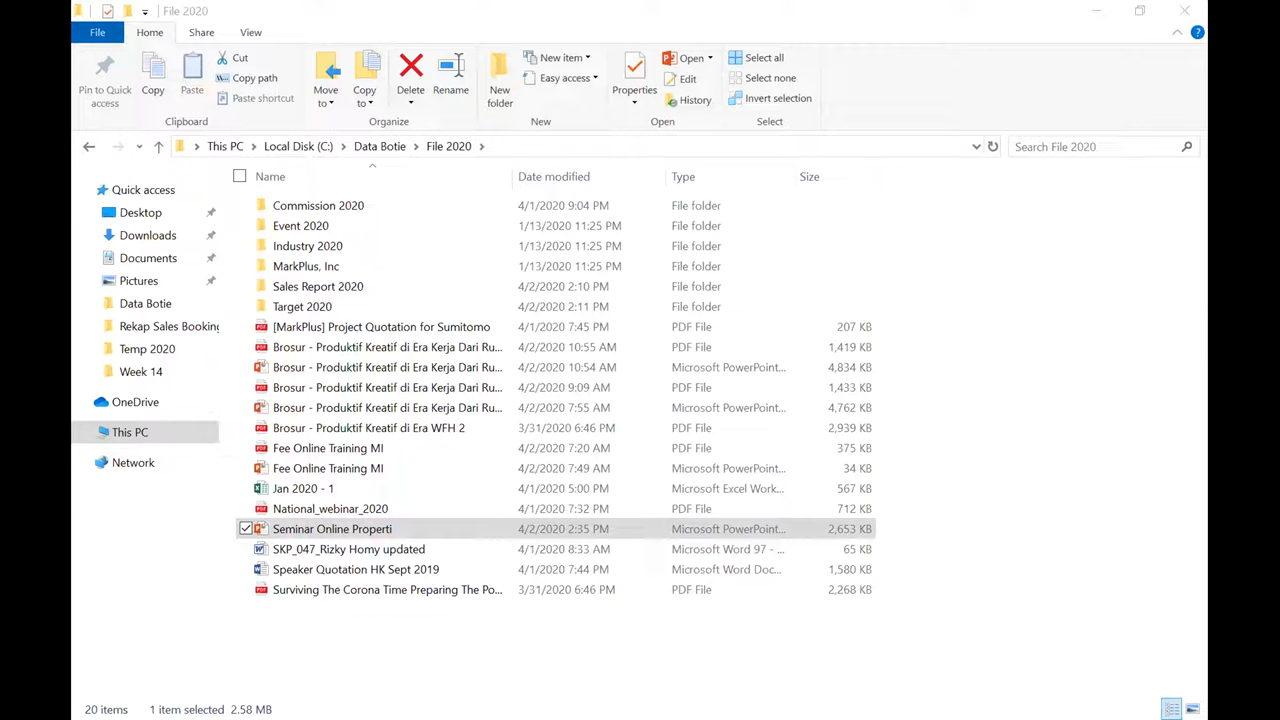 File 2020
File Home Share View
Pin to Quick access
Copy
Paste
Cut
Copy path
Paste shortcut
Clipboard
Move to
Copy to
Delete
Rename
Organize
New folder
New item
Easy access
New
Properties
Open
Edit
History
Open
Select all
Select none
Invert selection
Select
This PC > Local Disk (C:) > Data Botie > File 2020 >
Search File 2020
Quick access
Desktop
Downloads
Documents
Pictures
Data Botie
Rekap Sales Booking
Temp 2020
Week 14
OneDrive
This PC
Network
Name Date modified Type Size
Commission 2020 4/1/2020 9:04 PM File folder
Event 2020 1/13/2020 11:25 PM File folder
Industry 2020 1/13/2020 11:25 PM File folder
MarkPlus, Inc 1/13/2020 11:25 PM File folder
Sales Report 2020 4/2/2020 2:10 PM File folder
Target 2020 4/2/2020 2:11 PM File folder
[MarkPlus] Project Quotation for Sumitomo 4/1/2020 7:45 PM PDF File 207 KB
Brosur - Produktif Kreatif di Era Kerja Dari Ru... 4/2/2020 10:55 AM PDF File 1,419 KB
Brosur - Produktif Kreatif di Era Kerja Dari Ru... 4/2/2020 10:54 AM Microsoft PowerPoint... 4,834 KB
Brosur - Produktif Kreatif di Era Kerja Dari Ru... 4/2/2020 9:09 AM PDF File 1,433 KB
Brosur - Produktif Kreatif di Era Kerja Dari Ru... 4/2/2020 7:55 AM Microsoft PowerPoint... 4,762 KB
Brosur - Produktif Kreatif di Era WFH 2 3/31/2020 6:46 PM PDF File 2,939 KB
Fee Online Training MI 4/2/2020 7:20 AM PDF File 375 KB
Fee Online Training MI 4/2/2020 7:49 AM Microsoft PowerPoint... 34 KB
Jan 2020 - 1 4/1/2020 5:00 PM Microsoft Excel Work... 567 KB
National_webinar_2020 4/1/2020 7:32 PM PDF File 712 KB
Seminar Online Properti 4/2/2020 2:35 PM Microsoft PowerPoint... 2,653 KB
SKP_047_Rizky Homy updated 4/1/2020 8:33 AM Microsoft Word 97 - ... 65 KB
Speaker Quotation HK Sept 2019 4/1/2020 7:44 PM Microsoft Word Doc... 1,580 KB
Surviving The Corona Time Preparing The Po... 3/31/2020 6:46 PM PDF File 2,268 KB
20 items 1 item selected 2.58 MB